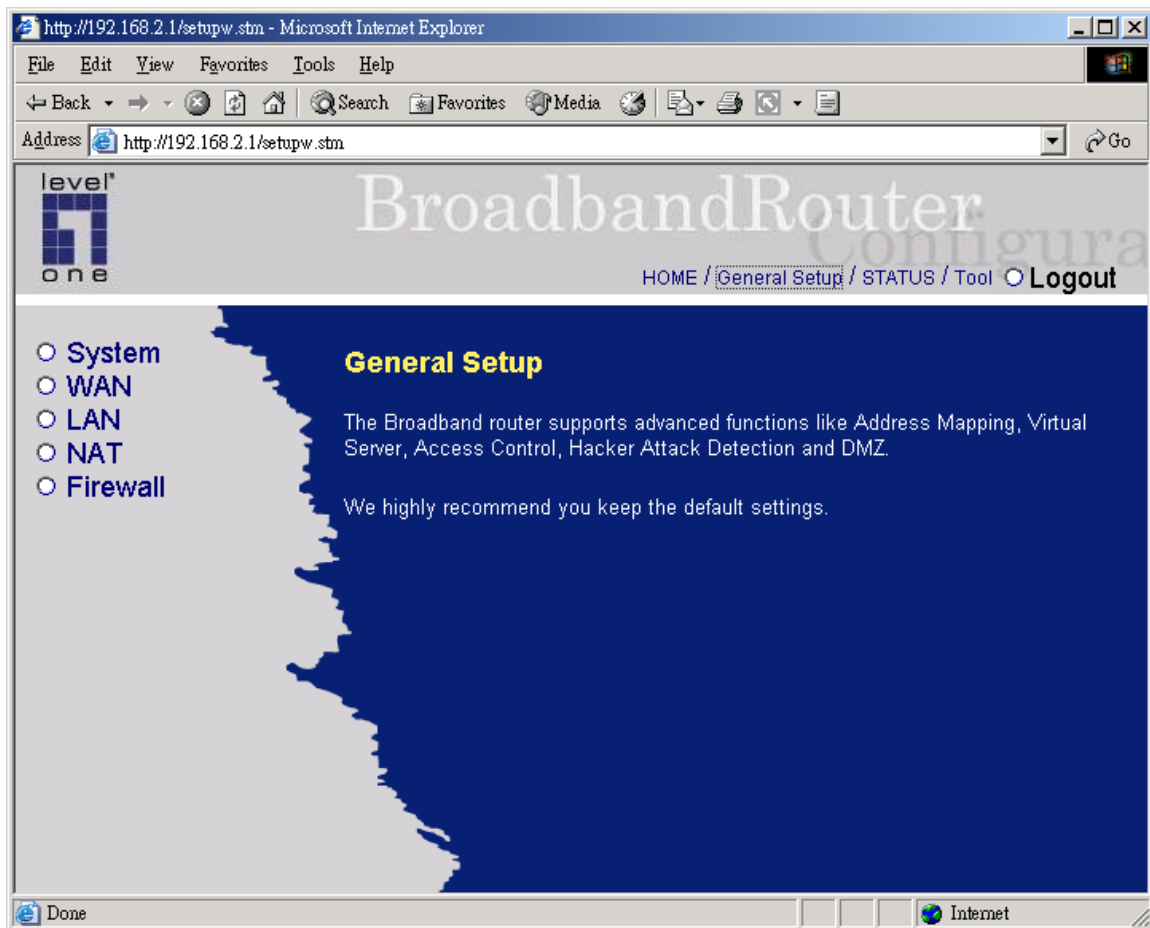 http://192.168.2.1/setupw.stm - Microsoft Internet Explorer
File Edit View Favorites Tools Help
Back Search Favorites Media
Address http://192.168.2.1/setupw.stm Go
level
one
BroadbandRouter
Configura
HOME / General Setup / STATUS / Tool Logout
System
WAN
LAN
NAT
Firewall
General Setup
The Broadband router supports advanced functions like Address Mapping, Virtual
Server, Access Control, Hacker Attack Detection and DMZ.
We highly recommend you keep the default settings.
Done Internet